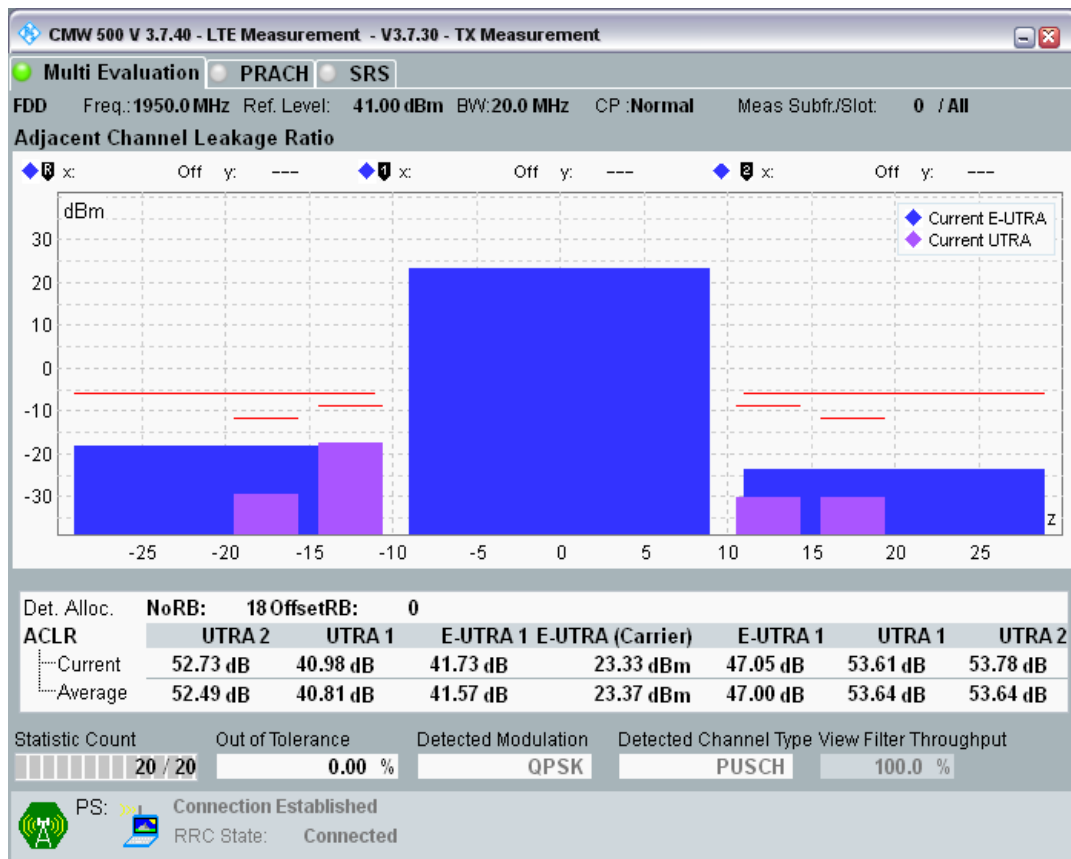 CMW 500 V 3.7.40 - LTE Measurement - V3.7.30 - TX Measurement
Multi Evaluation PRACH SRS
FDD Freq.: 1950.0 MHz Ref. Level: 41.00 dBm BW: 20.0 MHz CP : Normal Meas Subfr./Slot: 0 / All
Adjacent Channel Leakage Ratio
R x: Off y: --- 1 x: Off y: --- 2 x: Off y: ---
dBm
Current E-UTRA
Current UTRA
30
20
10
0
-10
-20
-30
z
-25 -20 -15 -10 -5 0 5 10 15 20 25
Det. Alloc. NoRB: 18 OffsetRB: 0
ACLR UTRA 2 UTRA 1 E-UTRA 1 E-UTRA (Carrier) E-UTRA 1 UTRA 1 UTRA 2
Current 52.73 dB 40.98 dB 41.73 dB 23.33 dBm 47.05 dB 53.61 dB 53.78 dB
Average 52.49 dB 40.81 dB 41.57 dB 23.37 dBm 47.00 dB 53.64 dB 53.64 dB
Statistic Count Out of Tolerance Detected Modulation Detected Channel Type View Filter Throughput
20 / 20 0.00 % QPSK PUSCH 100.0 %
PS: Connection Established
RRC State: Connected